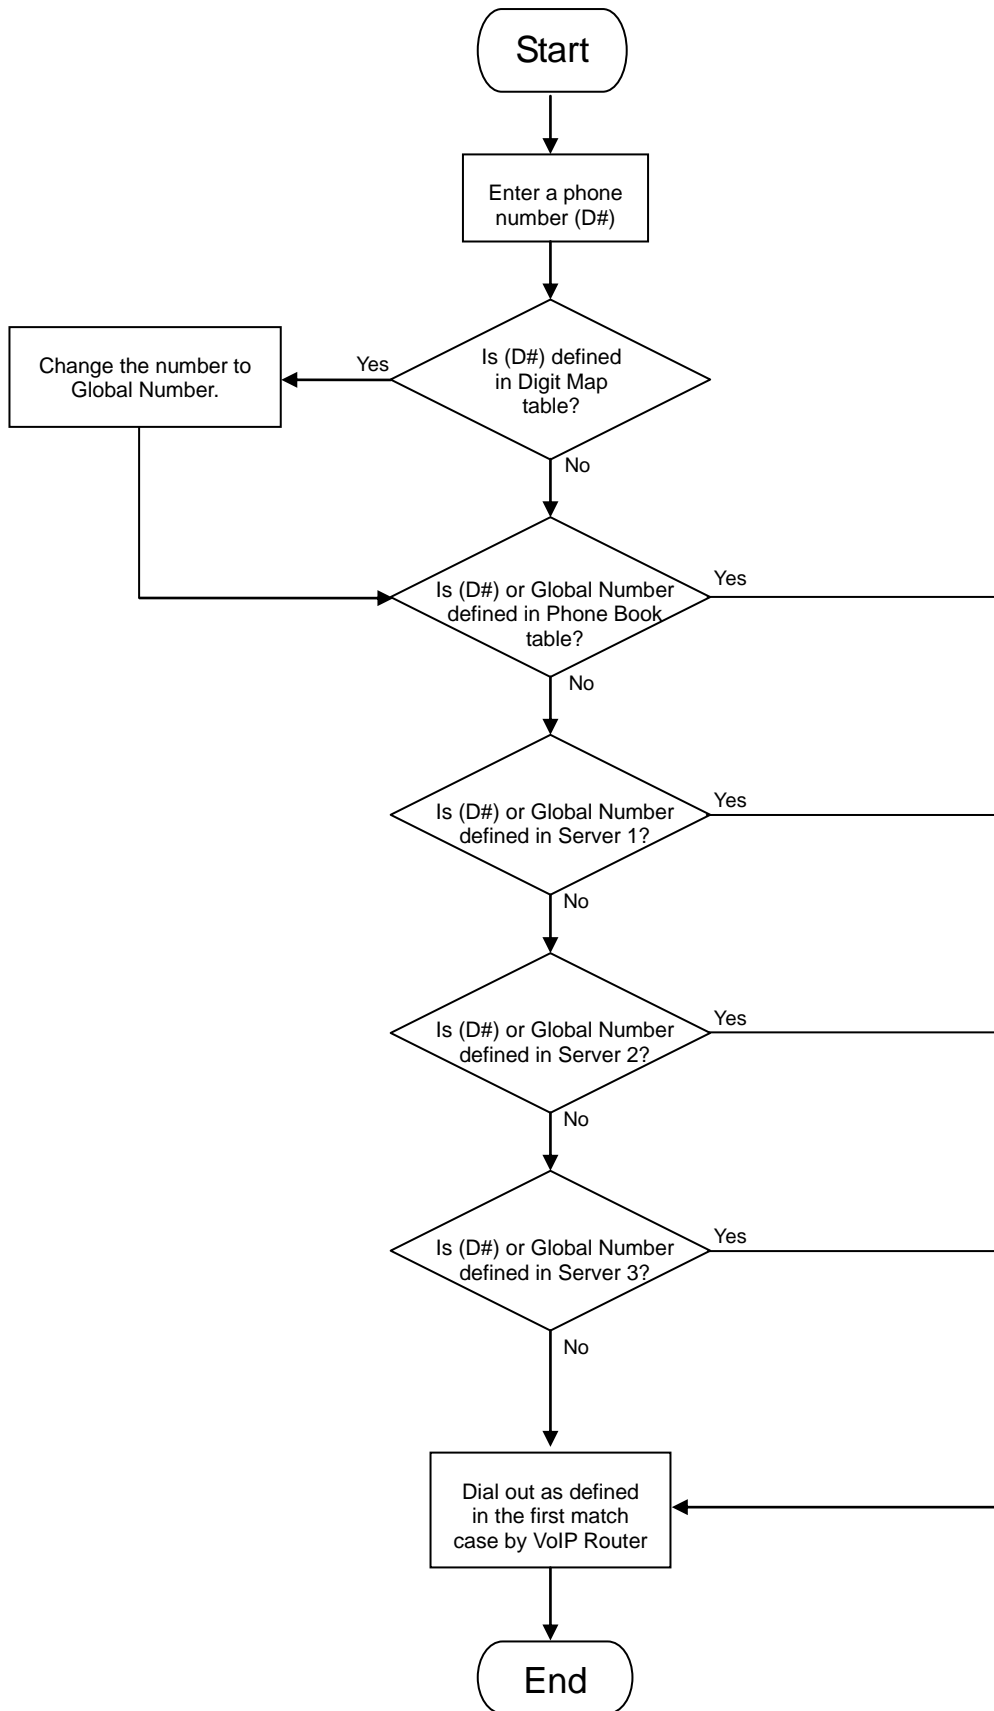 Start
Enter a phone
number (D#)
Is (D#) defined
in Digit Map
table?
Yes
Change the number to
Global Number.
No
Is (D#) or Global Number
defined in Phone Book
table?
Yes
No
Is (D#) or Global Number
defined in Server 1?
Yes
No
Is (D#) or Global Number
defined in Server 2?
Yes
No
Is (D#) or Global Number
defined in Server 3?
Yes
No
Dial out as defined
in the first match
case by VoIP Router
End